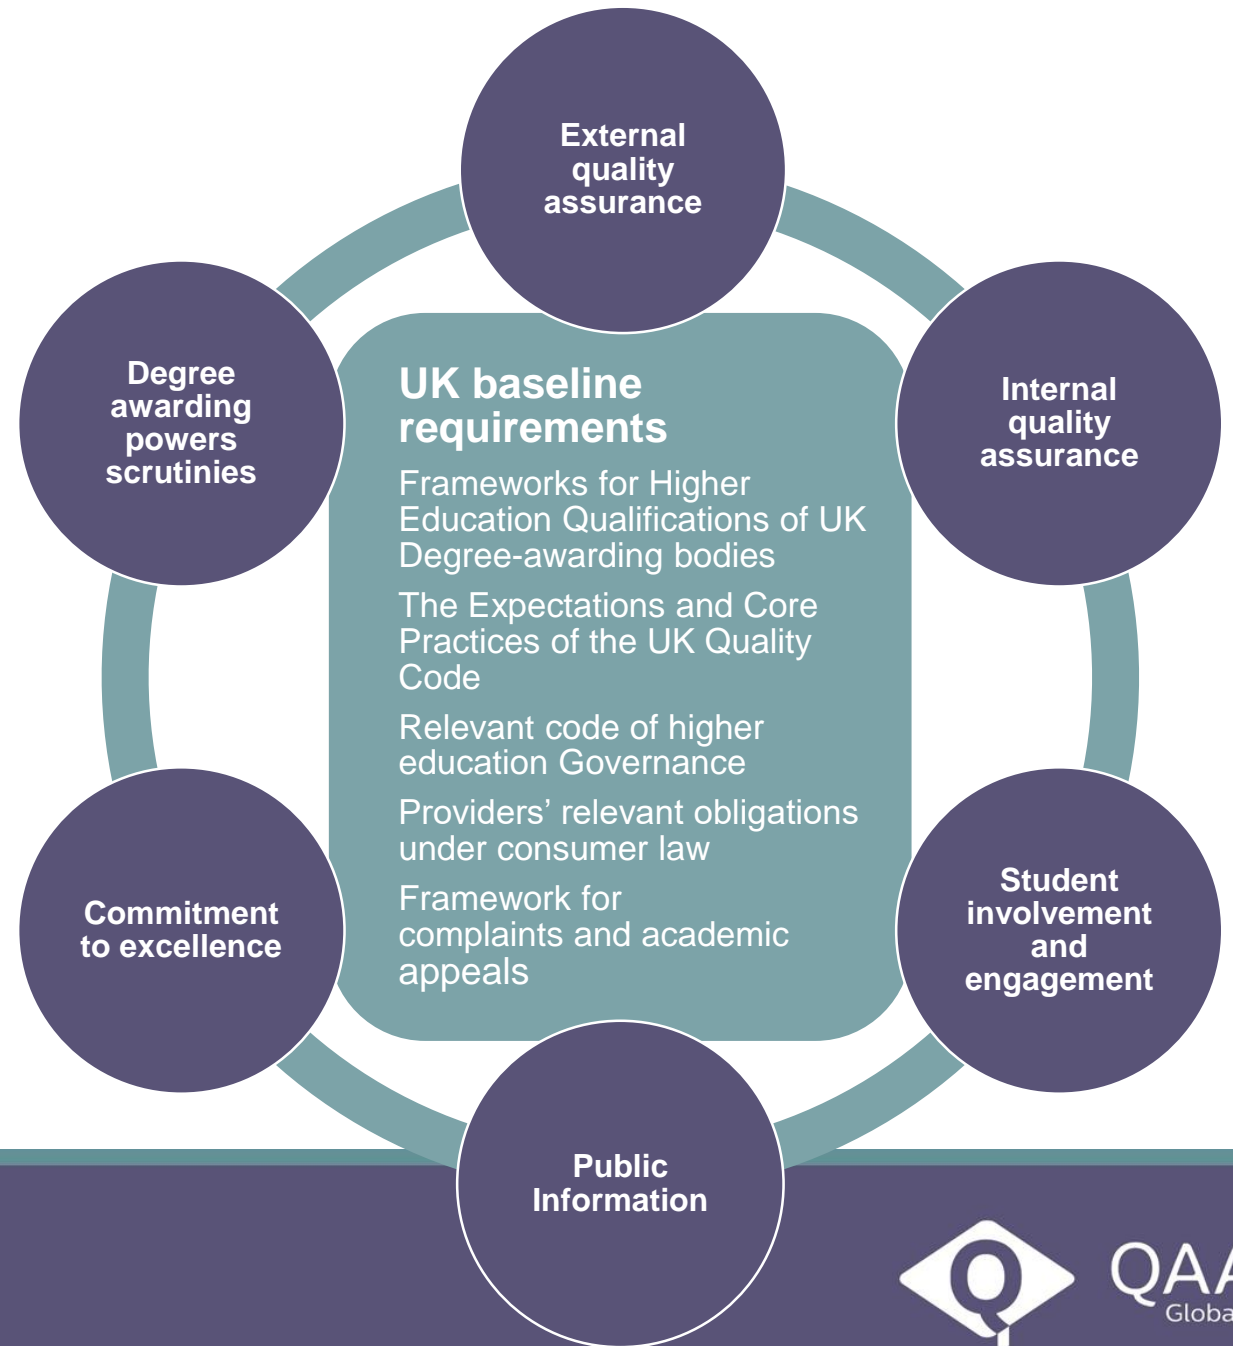 External
quality
assurance
Degree
awarding
powers
scrutinies
UK baseline
requirements
Frameworks for Higher
Education Qualifications of UK
Degree-awarding bodies
The Expectations and Core
Practices of the UK Quality
Code
Relevant code of higher
education Governance
Providers’ relevant obligations
under consumer law
Framework for
complaints and academic
appeals
Internal
quality
assurance
Commitment
to excellence
Student
involvement
and
engagement
Public
Information
Q
QAA
Globa